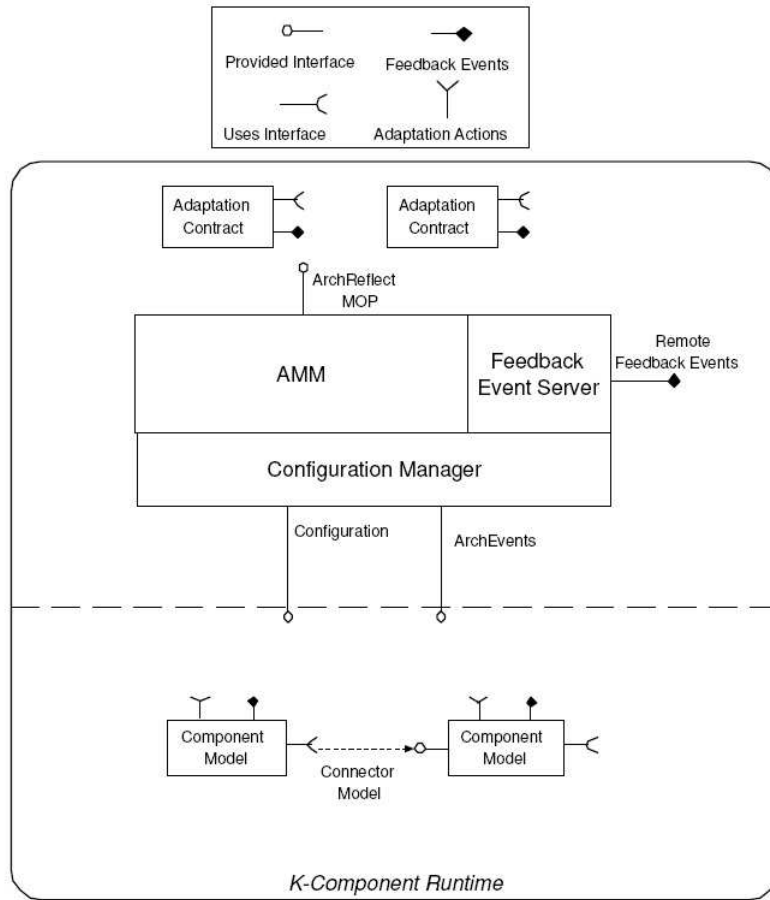 Provided Interface
Feedback Events
Uses Interface
Adaptation Actions
Adaptation
Contract
Adaptation
Contract
ArchReflect
MOP
AMM
Feedback
Event Server
Remote
Feedback Events
Configuration Manager
Configuration
ArchEvents
Component
Model
Connector
Model
Component
Model
K-Component Runtime